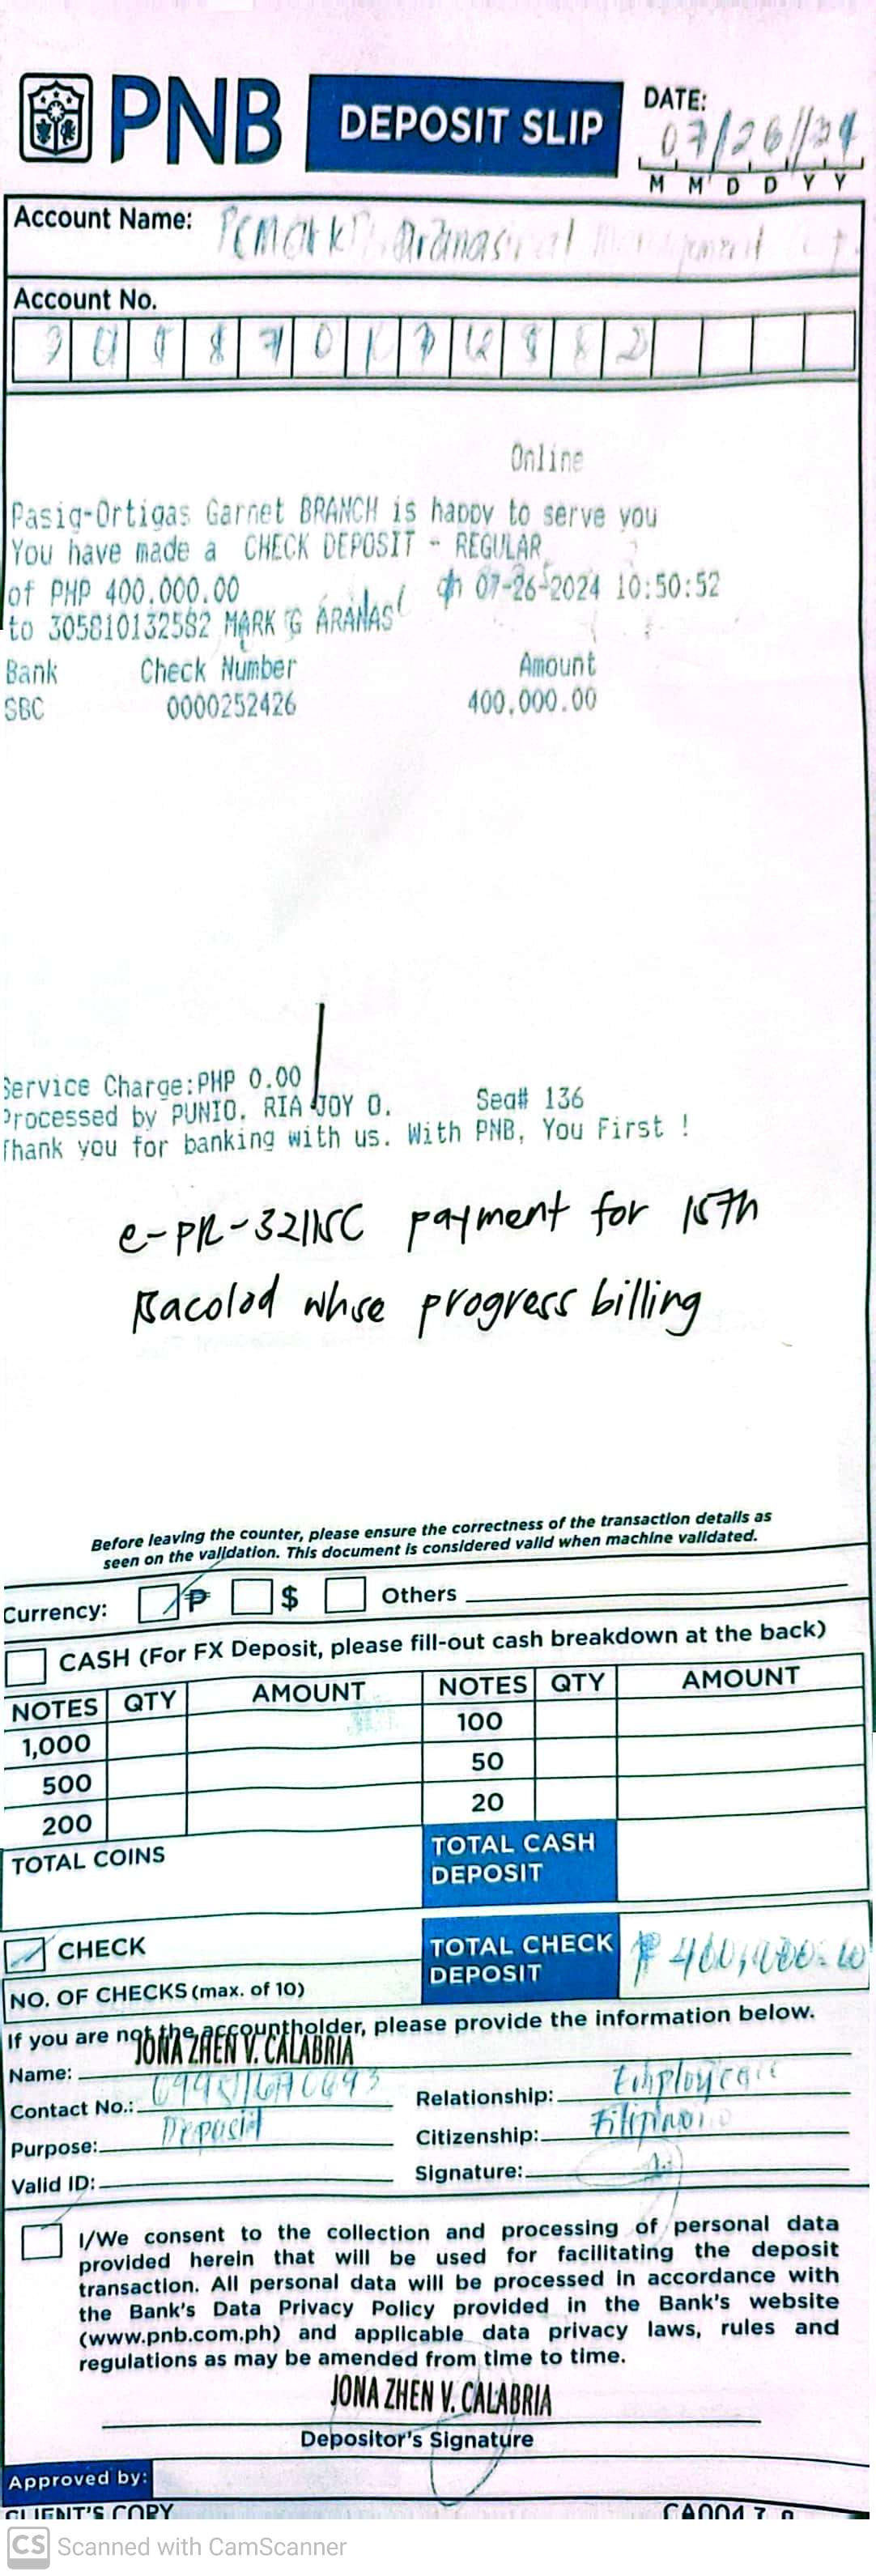 PNB DEPOSIT SLIP
DATE: 07/26/24
M M D D Y Y
Account Name:
Account No.
Online
Pasig-Ortigas Garnet BRANCH is happy to serve you
You have made a CHECK DEPOSIT - REGULAR
of PHP 400,000.00 on 07-26-2024 10:50:52
to 305810132582 MARK G ARANAS
Bank Check Number Amount
SBC 0000252426 400,000.00
Service Charge:PHP 0.00
Processed by PUNIO, RIA JOY O. Seq# 136
Thank you for banking with us. With PNB, You First !
payment for 15th
Bacolod whse progress billing
Before leaving the counter, please ensure the correctness of the transaction details as
seen on the validation. This document is considered valid when machine validated.
Currency: ₱ $ Others
CASH (For FX Deposit, please fill-out cash breakdown at the back)
NOTES QTY AMOUNT NOTES QTY AMOUNT
1,000 100
500 50
200 20
TOTAL COINS TOTAL CASH
DEPOSIT
CHECK TOTAL CHECK
DEPOSIT ₱ 400,000.00
NO. OF CHECKS (max. of 10)
If you are not the accountholder, please provide the information below.
Name: JONA ZHEN V. CALABRIA
Contact No.: Relationship:
Purpose: Deposit Citizenship: Filipino
Valid ID: Signature:
I/We consent to the collection and processing of personal data
provided herein that will be used for facilitating the deposit
transaction. All personal data will be processed in accordance with
the Bank's Data Privacy Policy provided in the Bank's website
(www.pnb.com.ph) and applicable data privacy laws, rules and
regulations as may be amended from time to time.
JONA ZHEN V. CALABRIA
Depositor's Signature
Approved by:
CLIENT'S COPY
CS Scanned with CamScanner